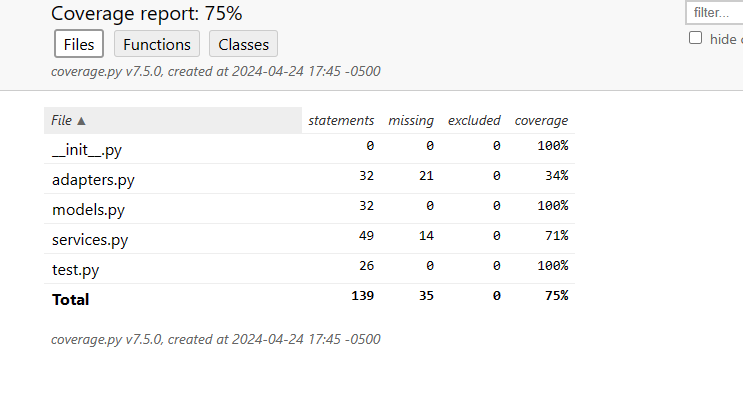 Coverage report: 75%
filter...
Files Functions Classes
hide
coverage.py v7.5.0, created at 2024-04-24 17:45 -0500
File ▲ statements missing excluded coverage
__init__.py 0 0 0 100%
adapters.py 32 21 0 34%
models.py 32 0 0 100%
services.py 49 14 0 71%
test.py 26 0 0 100%
Total 139 35 0 75%
coverage.py v7.5.0, created at 2024-04-24 17:45 -0500